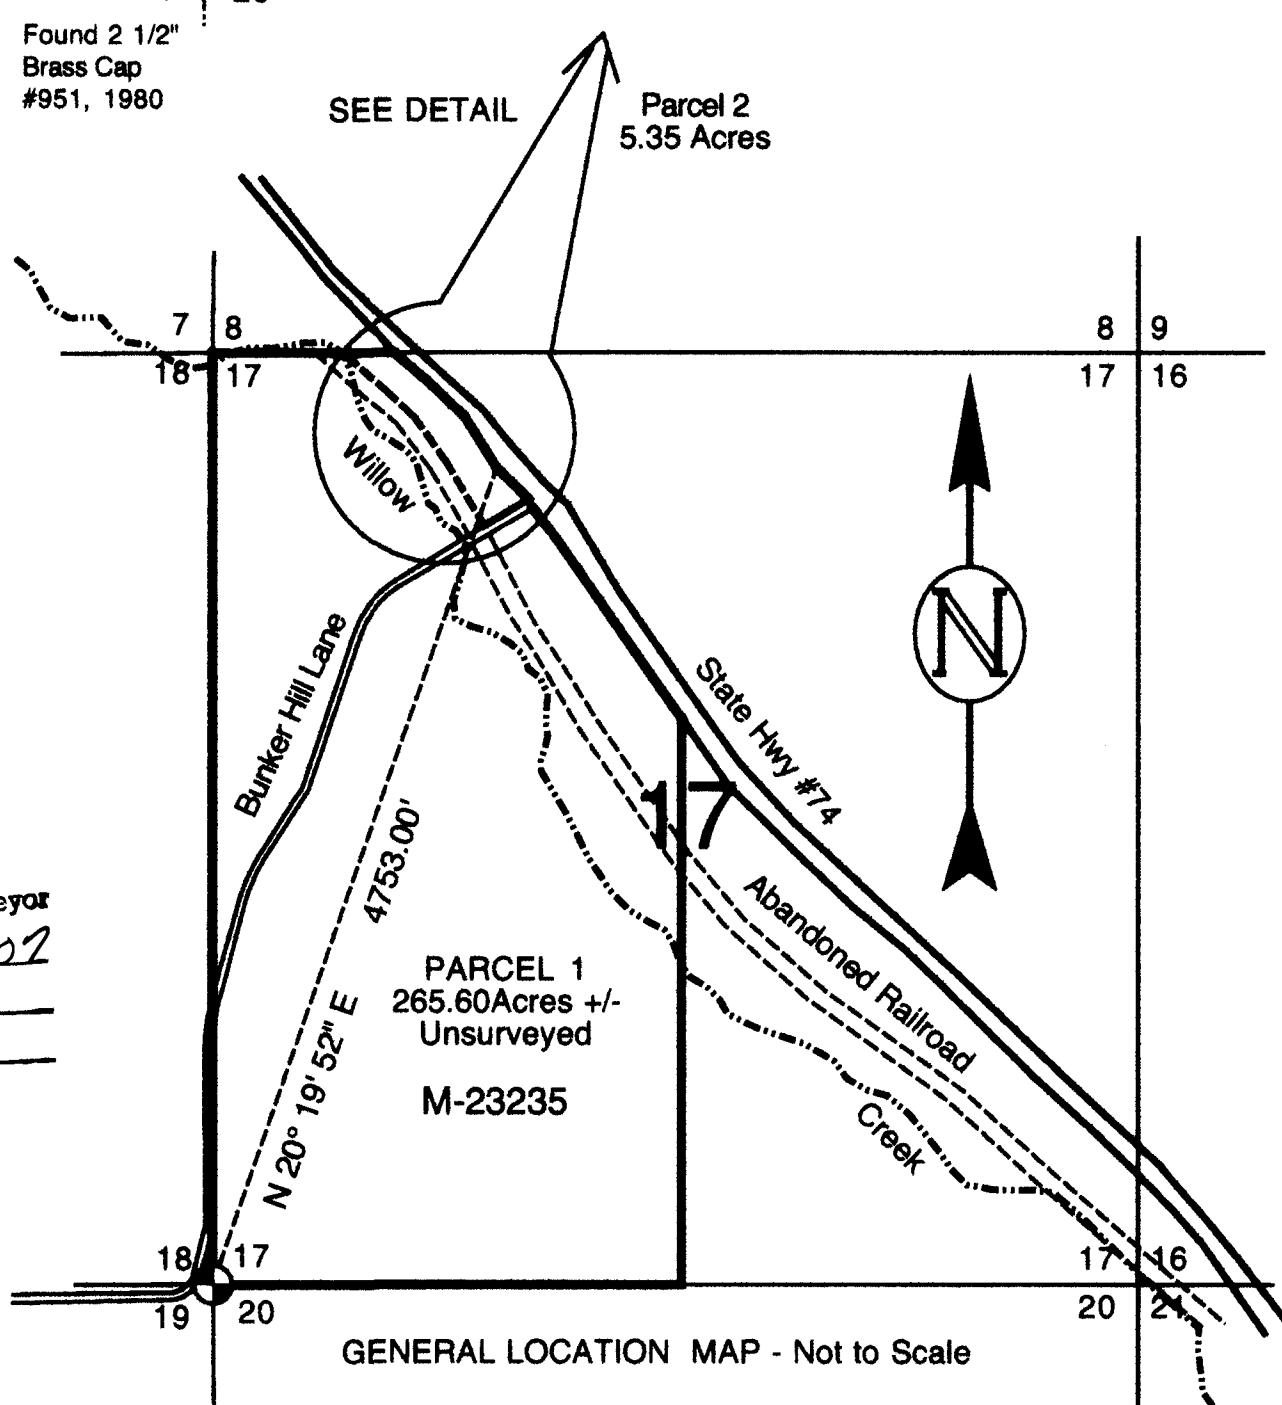 Found 2 1/2"
Brass Cap
#951, 1980
SEE DETAIL
Parcel 2
5.35 Acres
7 8
18 17
8 9
17 16
Willow
N
Bunker Hill Lane
State Hwy #74
17
4753.00'
N 20° 19' 52" E
Abandoned Railroad
PARCEL 1
265.60Acres +/-
Unsurveyed
M-23235
Creek
18 17
19 20
17 16
20 21
GENERAL LOCATION MAP - Not to Scale